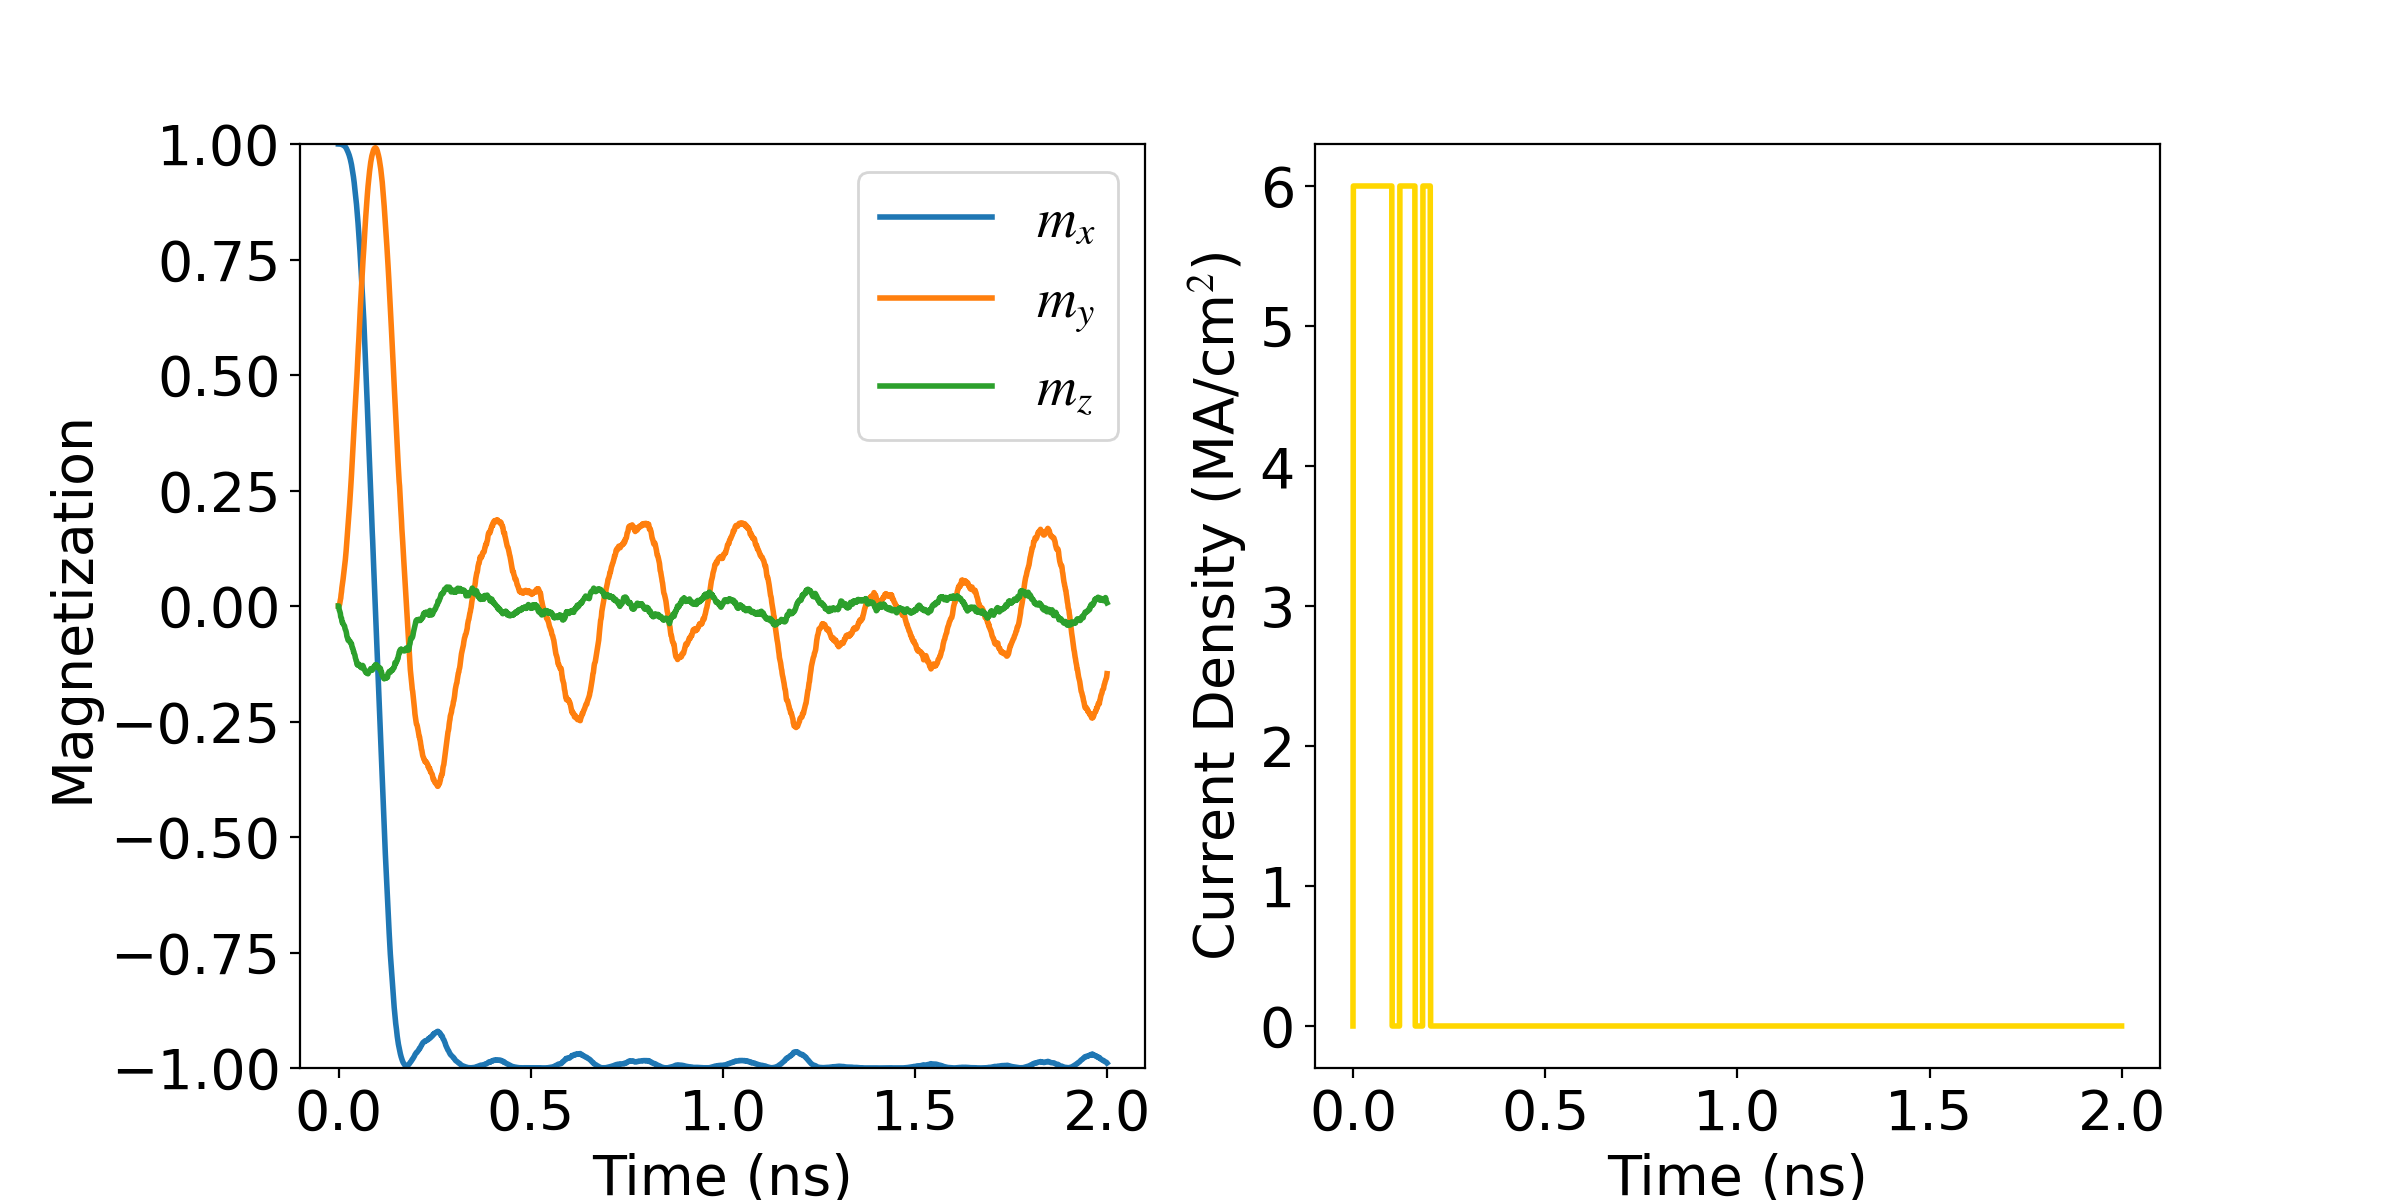 1.00
0.75
0.50
0.25
0.00
−0.25
−0.50
−0.75
−1.00
Magnetization
0.0 0.5 1.0 1.5 2.0
Time (ns)
m_x
m_y
m_z
6
5
4
3
2
1
0
Current Density (MA/cm²)
0.0 0.5 1.0 1.5 2.0
Time (ns)